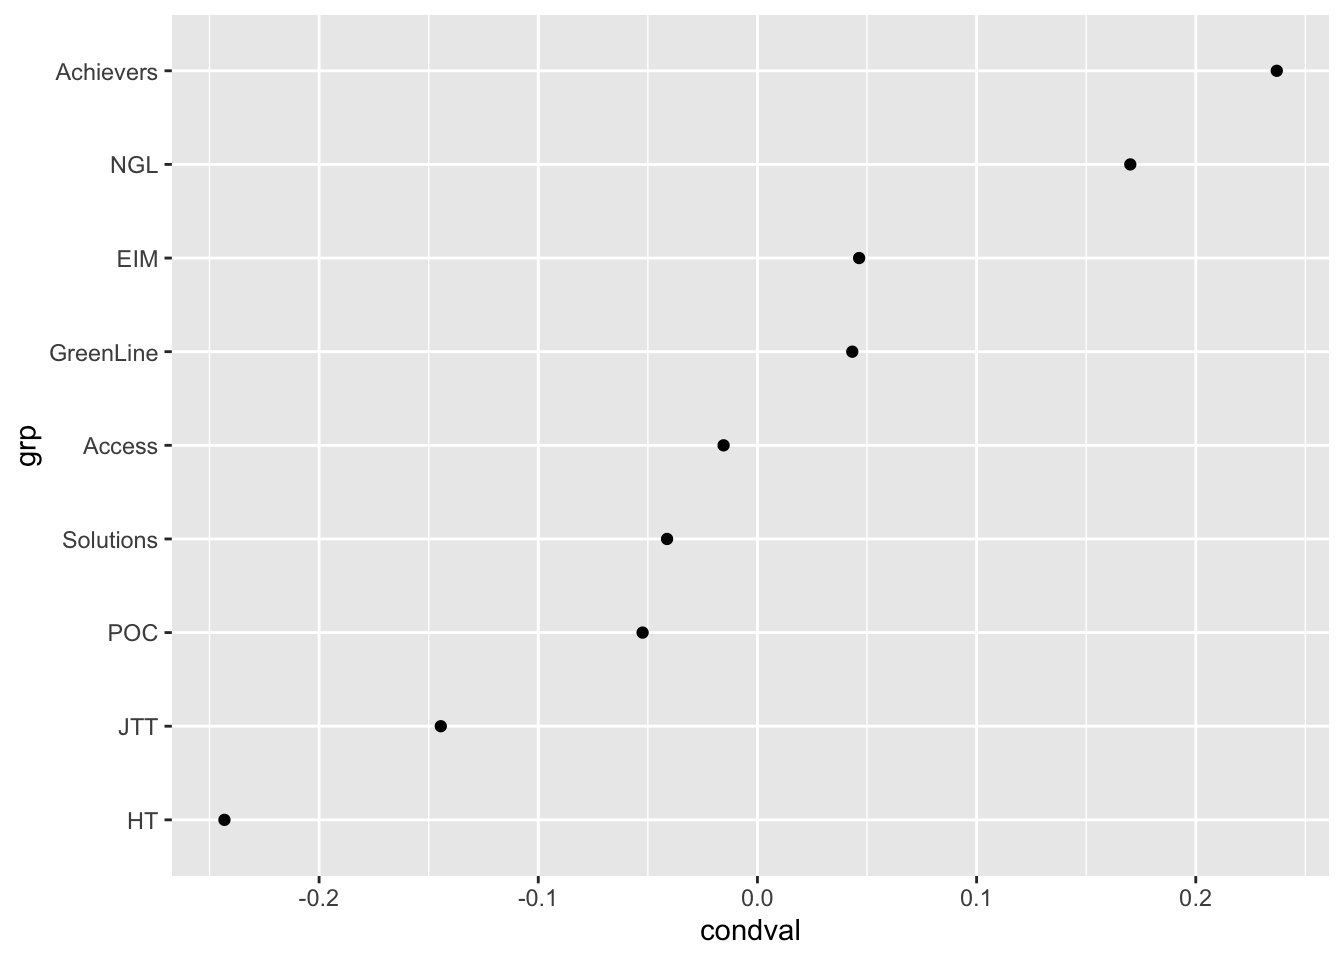 Achievers
NGL
EIM
GreenLine
Access
Solutions
POC
JTT
HT
grp
-0.2 -0.1 0.0 0.1 0.2
condval